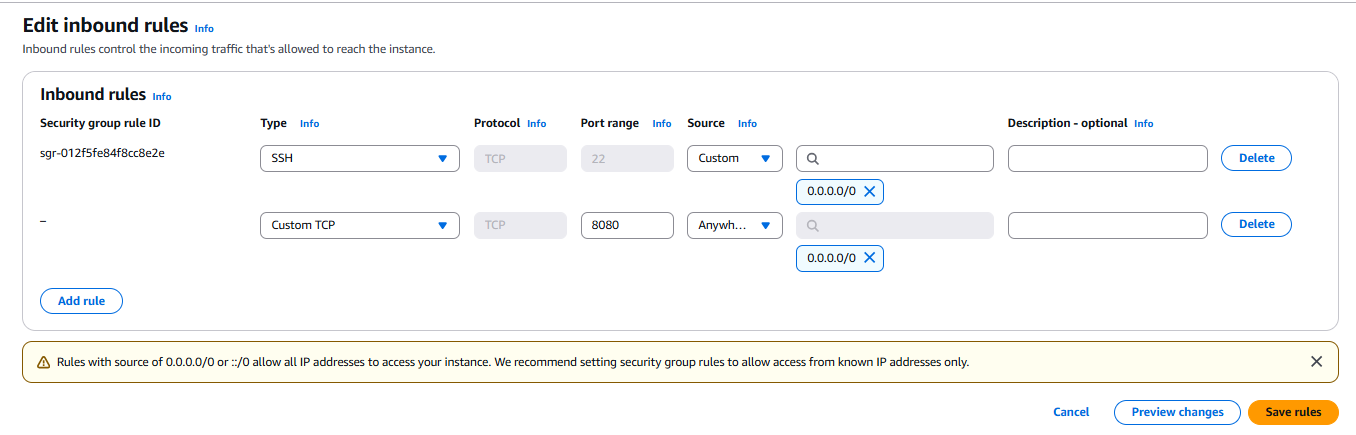 Edit inbound rules Info
Inbound rules control the incoming traffic that's allowed to reach the instance.
Inbound rules Info
Security group rule ID Type Info Protocol Info Port range Info Source Info Description - optional Info
sgr-012f5fe84f8cc8e2e SSH TCP 22 Custom Delete
0.0.0.0/0
– Custom TCP TCP 8080 Anywh... Delete
0.0.0.0/0
Add rule
Rules with source of 0.0.0.0/0 or ::/0 allow all IP addresses to access your instance. We recommend setting security group rules to allow access from known IP addresses only.
Cancel Preview changes Save rules